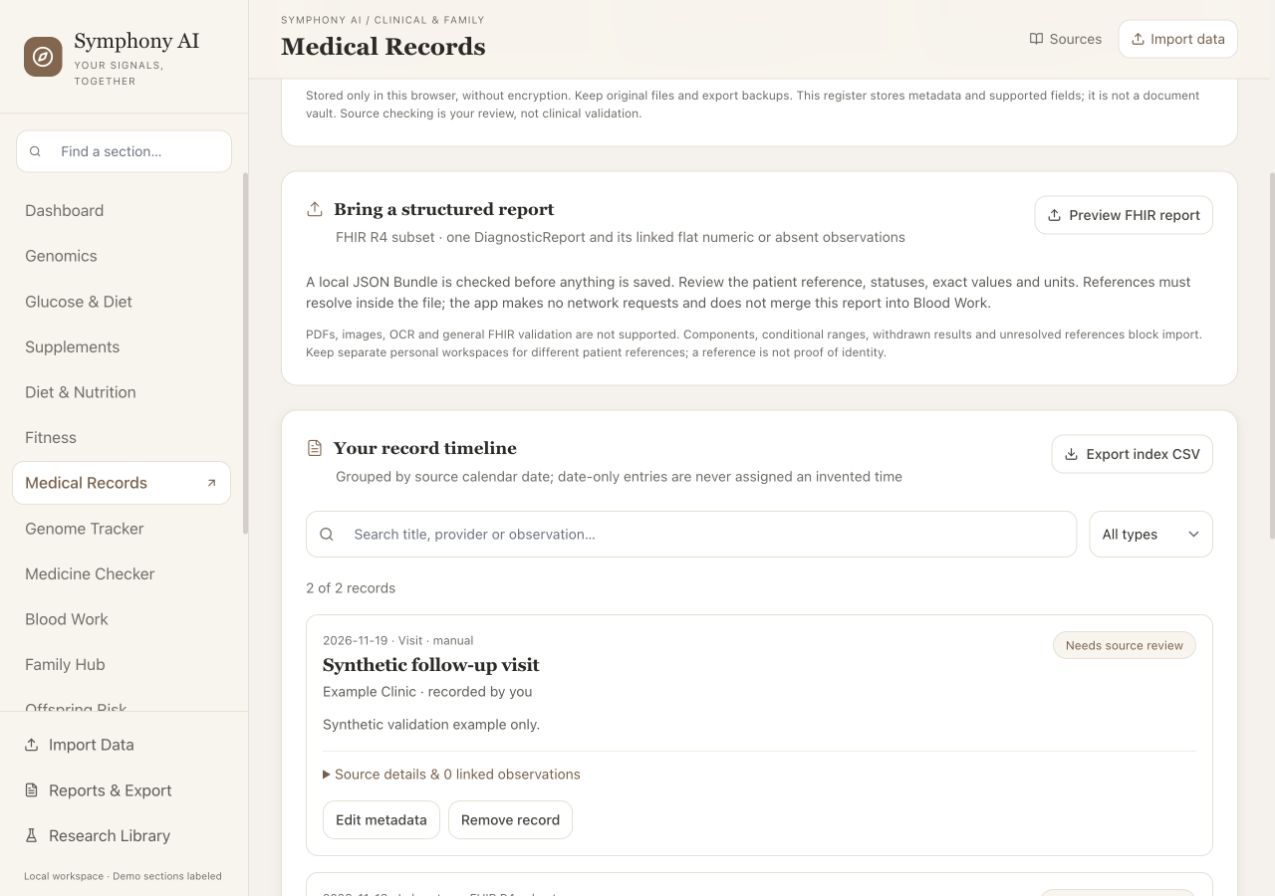 Symphony AI
YOUR SIGNALS,
TOGETHER
Find a section...
Dashboard
Genomics
Glucose & Diet
Supplements
Diet & Nutrition
Fitness
Medical Records
Genome Tracker
Medicine Checker
Blood Work
Family Hub
Offspring Risk
Import Data
Reports & Export
Research Library
Local workspace · Demo sections labeled
SYMPHONY AI / CLINICAL & FAMILY
Medical Records
Sources
Import data
Stored only in this browser, without encryption. Keep original files and export backups. This register stores metadata and supported fields; it is not a document
vault. Source checking is your review, not clinical validation.
Bring a structured report
Preview FHIR report
FHIR R4 subset · one DiagnosticReport and its linked flat numeric or absent observations
A local JSON Bundle is checked before anything is saved. Review the patient reference, statuses, exact values and units. References must
resolve inside the file; the app makes no network requests and does not merge this report into Blood Work.
PDFs, images, OCR and general FHIR validation are not supported. Components, conditional ranges, withdrawn results and unresolved references block import.
Keep separate personal workspaces for different patient references; a reference is not proof of identity.
Your record timeline
Export index CSV
Grouped by source calendar date; date-only entries are never assigned an invented time
Search title, provider or observation...
All types
2 of 2 records
2026-11-19 · Visit · manual
Needs source review
Synthetic follow-up visit
Example Clinic · recorded by you
Synthetic validation example only.
Source details & 0 linked observations
Edit metadata
Remove record